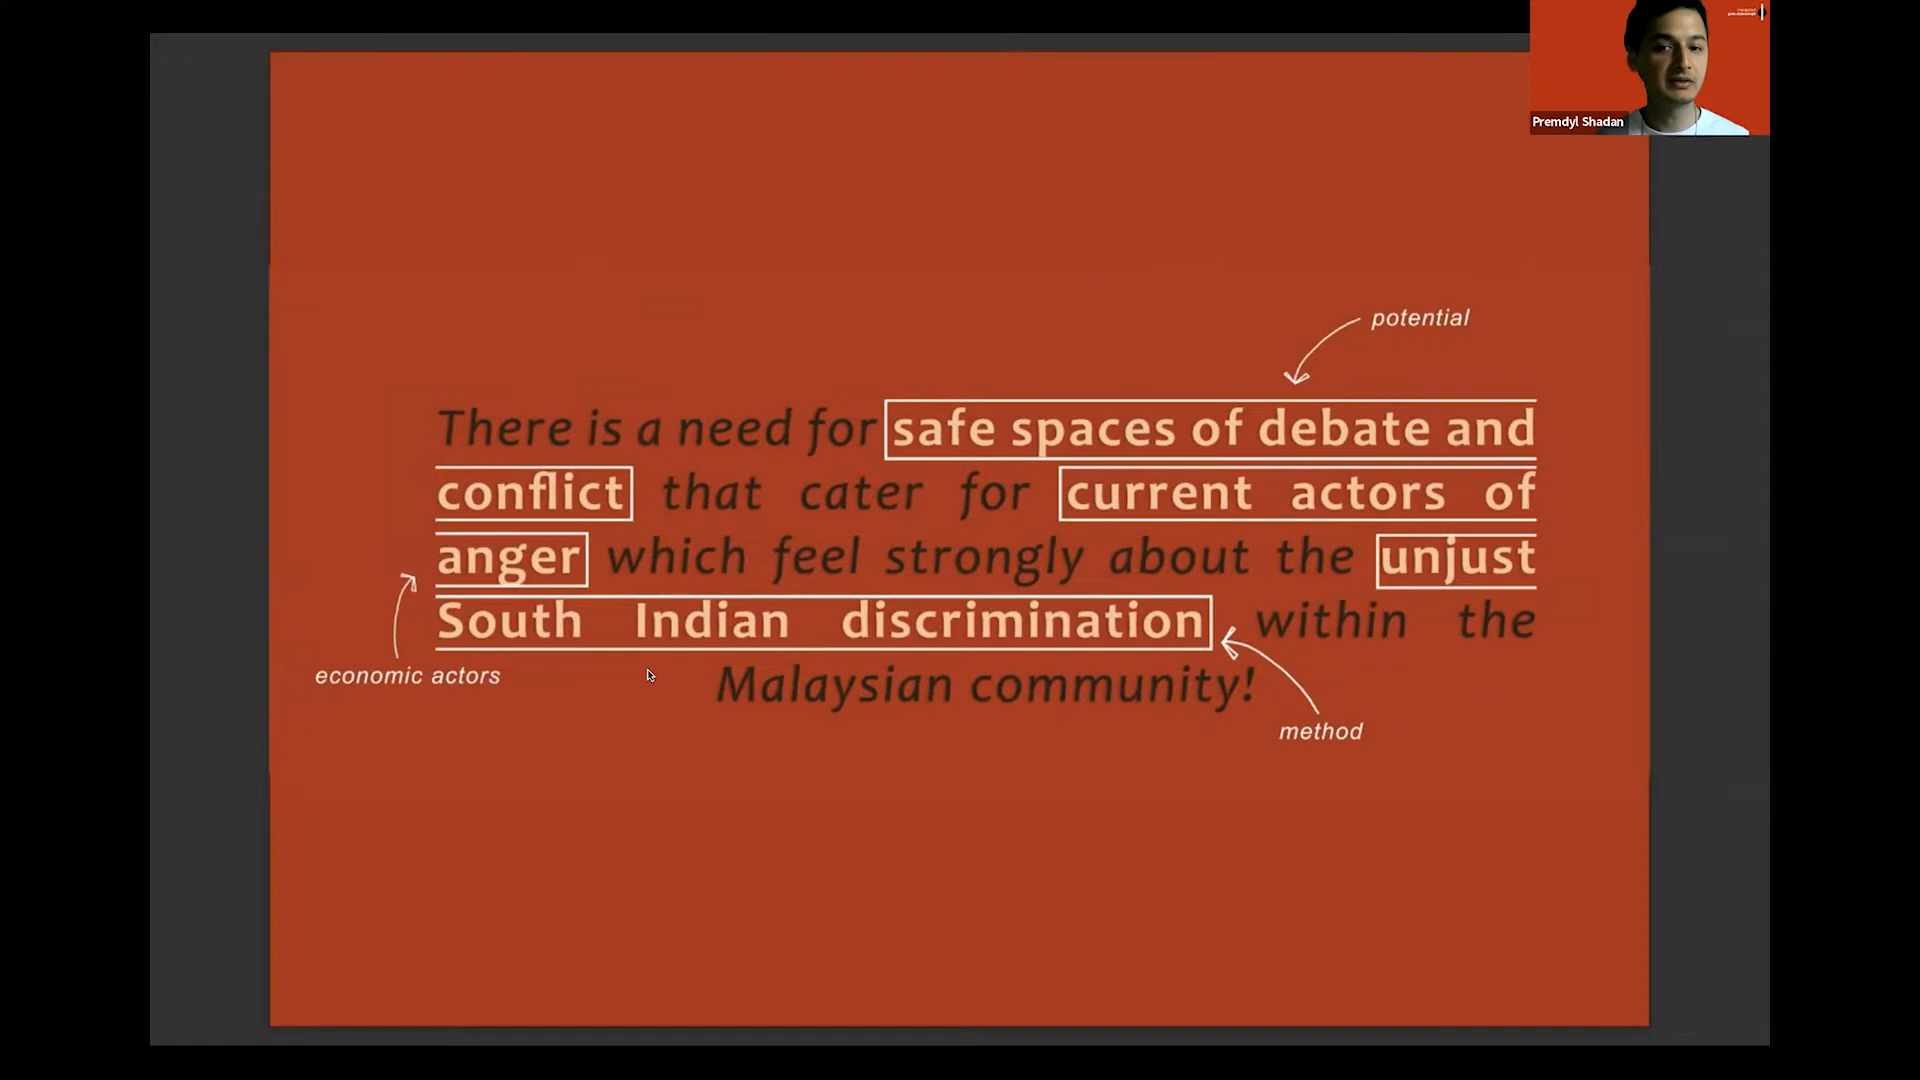 Premdyl Shadan
potential
There is a need for safe spaces of debate and
conflict that cater for current actors of
anger which feel strongly about the unjust
South Indian discrimination within the
Malaysian community!
economic actors
method